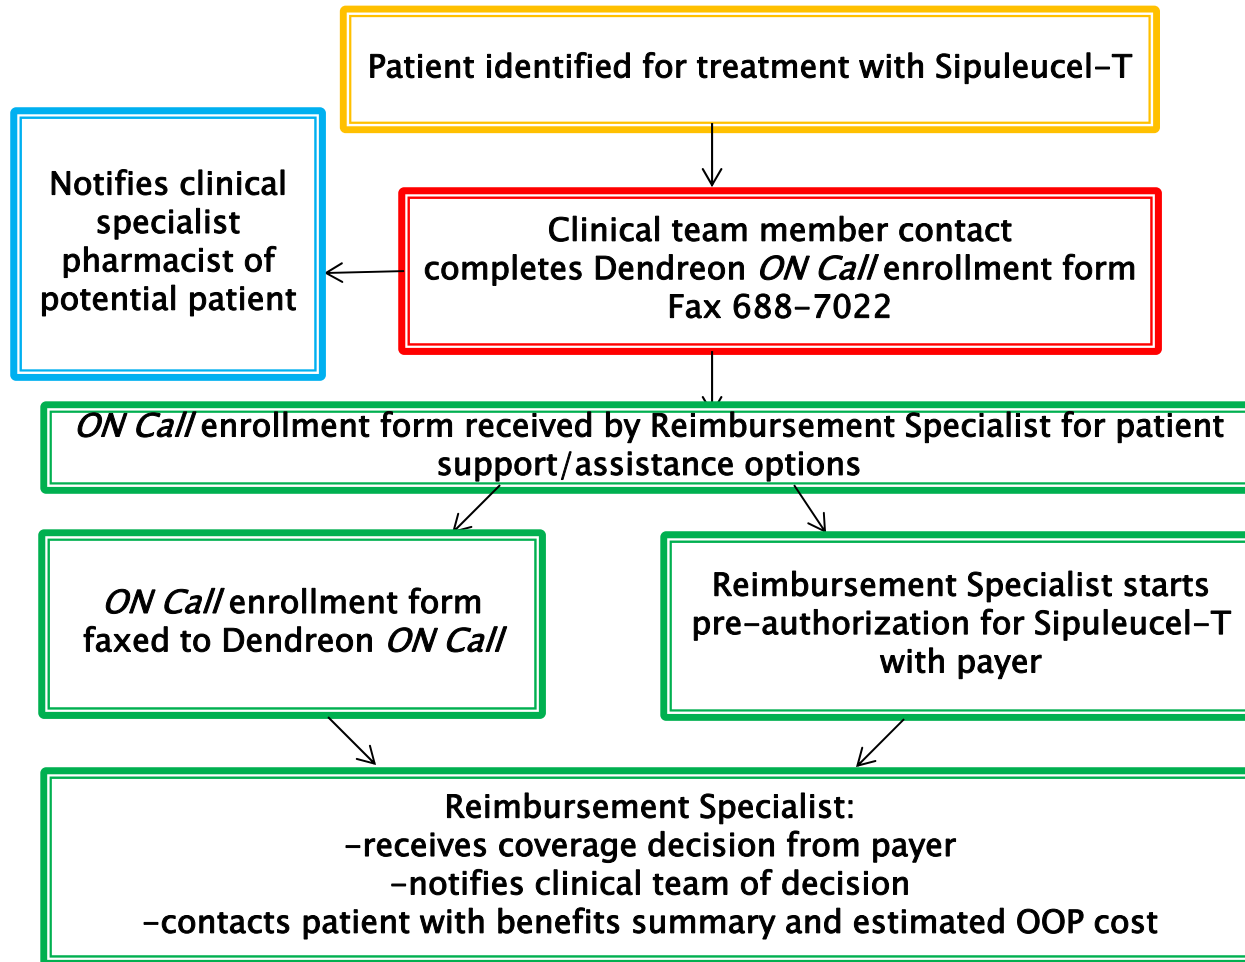 Patient identified for treatment with Sipuleucel-T
Notifies clinical
specialist
pharmacist of
potential patient
Clinical team member contact
completes Dendreon ON Call enrollment form
Fax 688-7022
ON Call enrollment form received by Reimbursement Specialist for patient
support/assistance options
ON Call enrollment form
faxed to Dendreon ON Call
Reimbursement Specialist starts
pre-authorization for Sipuleucel-T
with payer
Reimbursement Specialist:
-receives coverage decision from payer
-notifies clinical team of decision
-contacts patient with benefits summary and estimated OOP cost